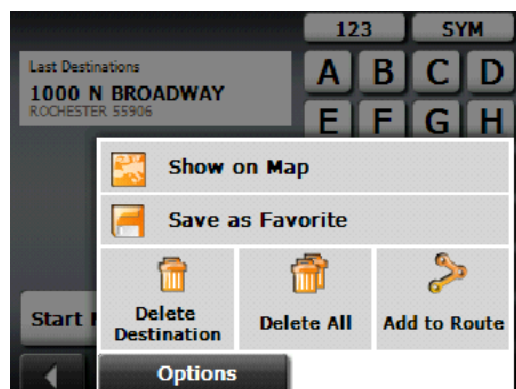 123 SYM
Last Destinations
1000 N BROADWAY
ROCHESTER 55906
A B C D
E F G H
Show on Map
Save as Favorite
Delete Destination
Delete All
Add to Route
Start
Options